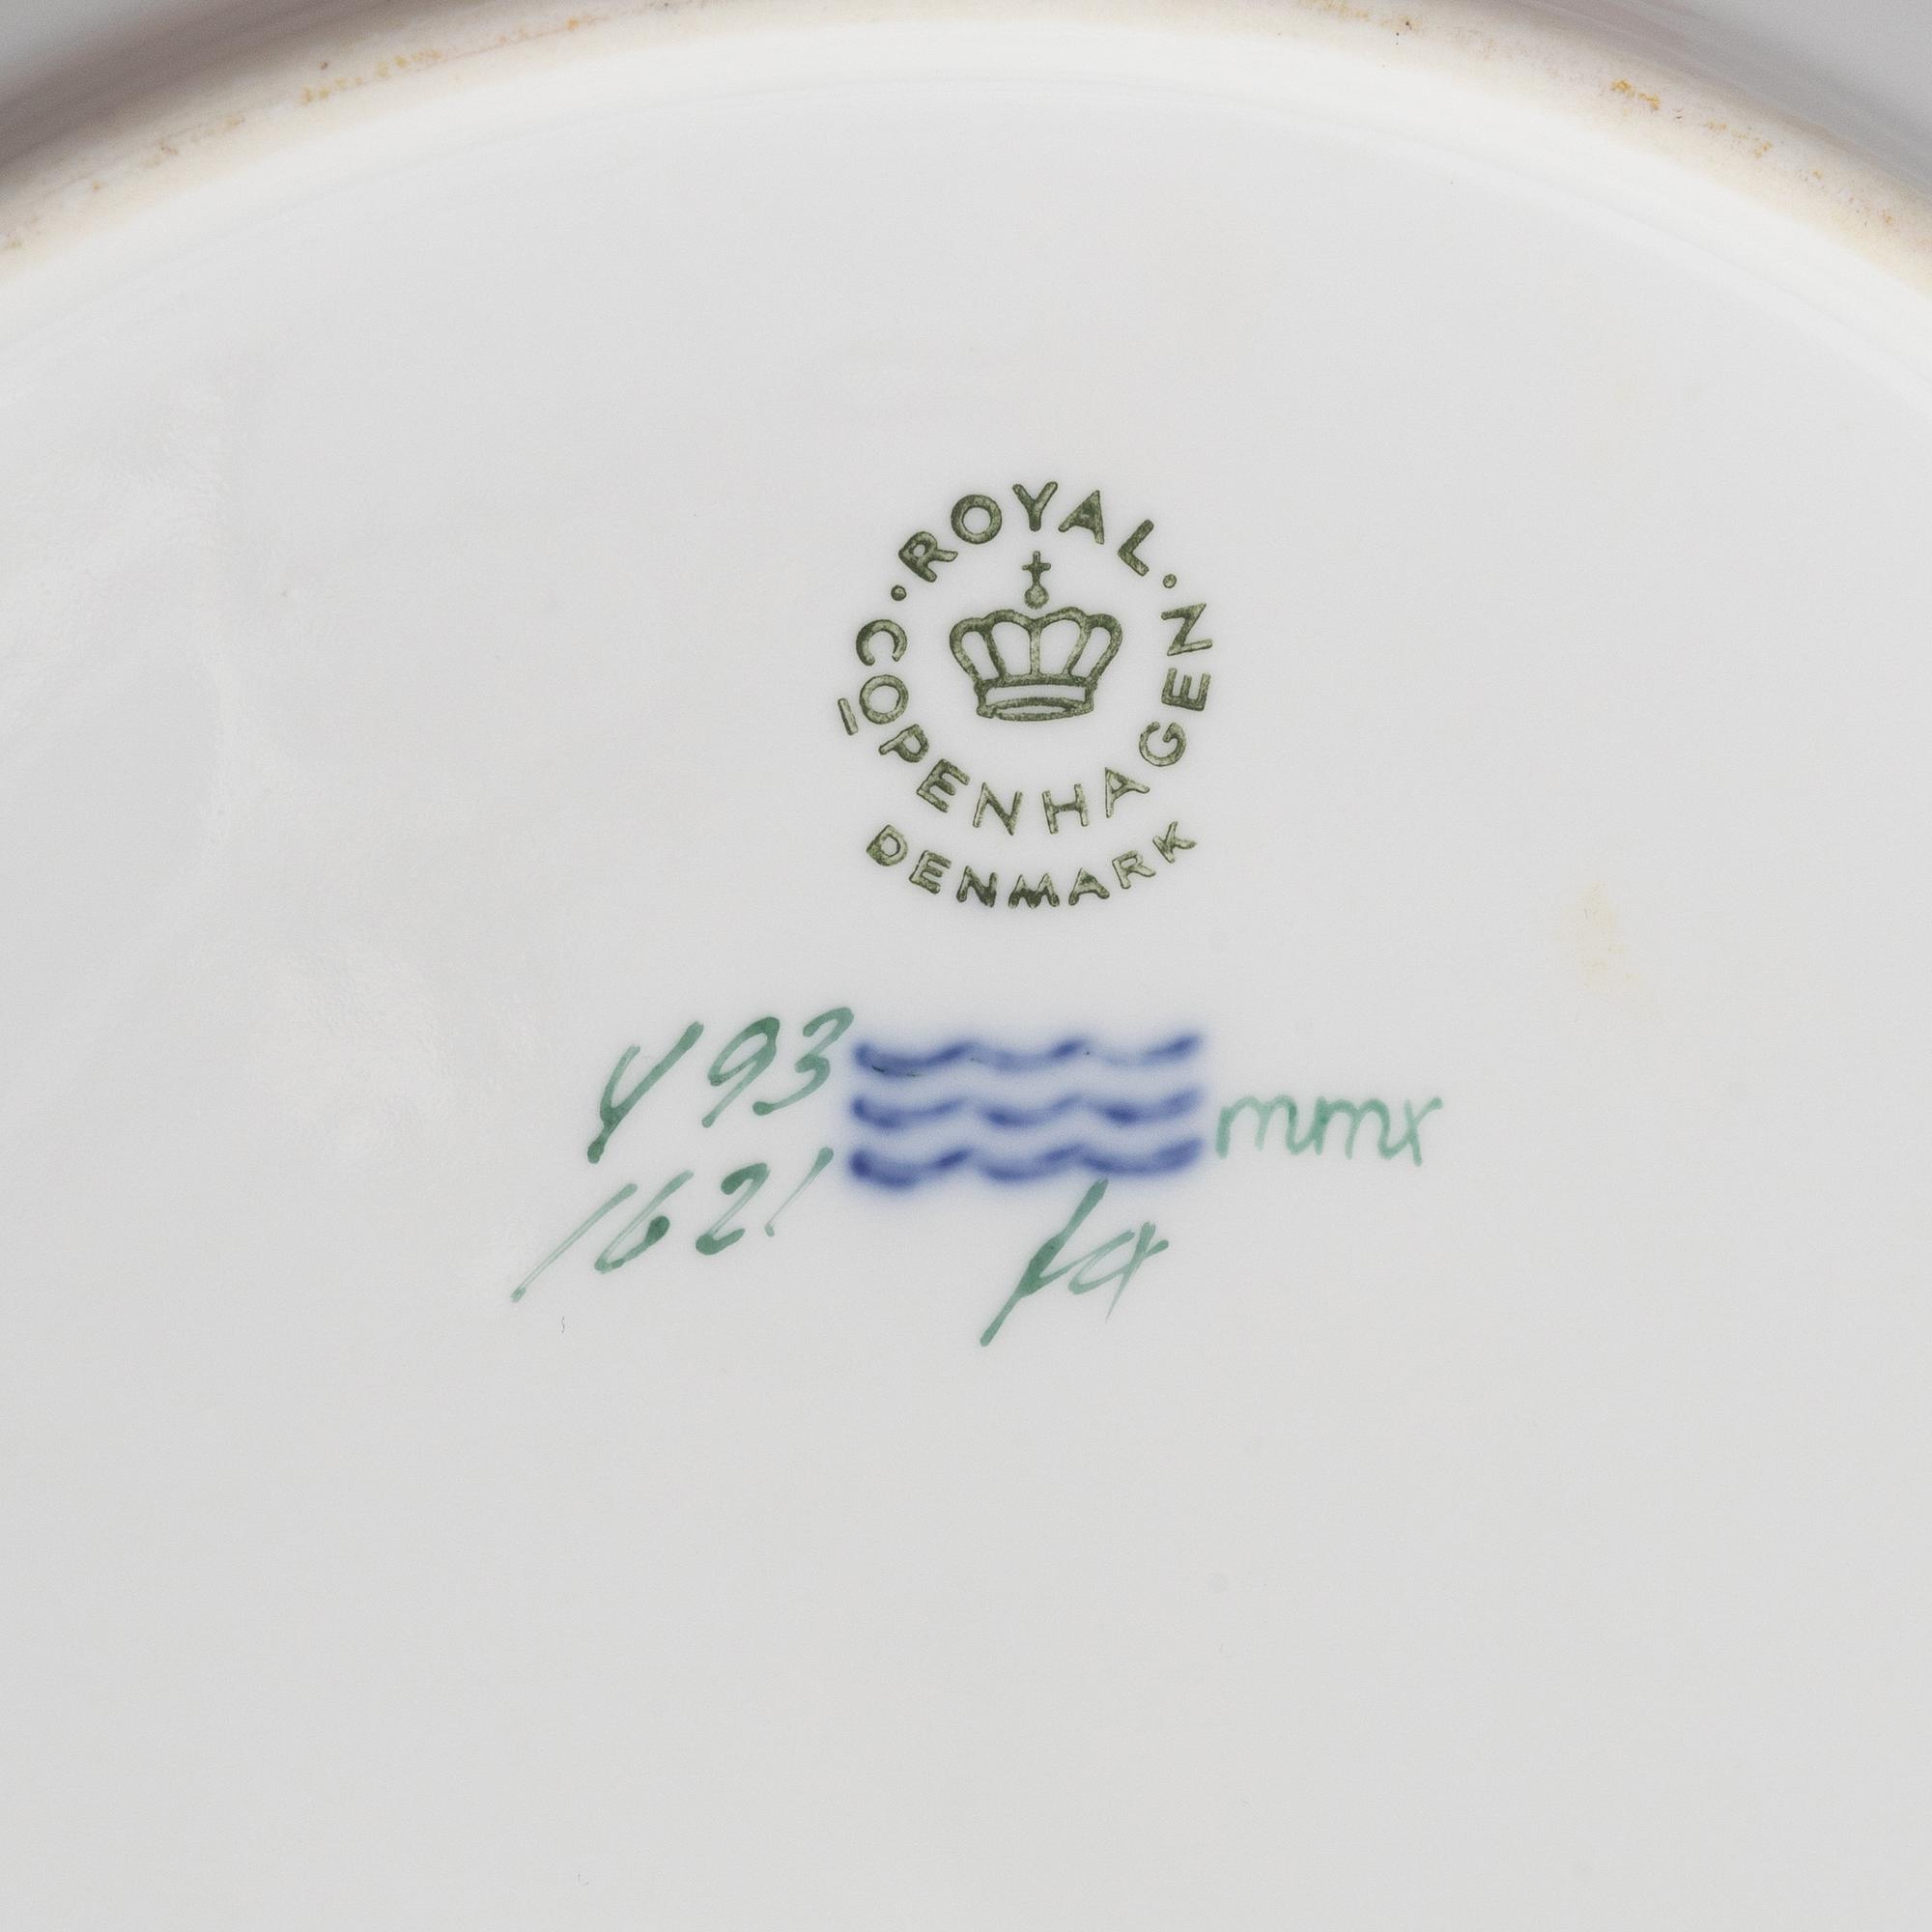 · ROYAL ·
COPENHAGEN
DENMARK
493
mmx
1621